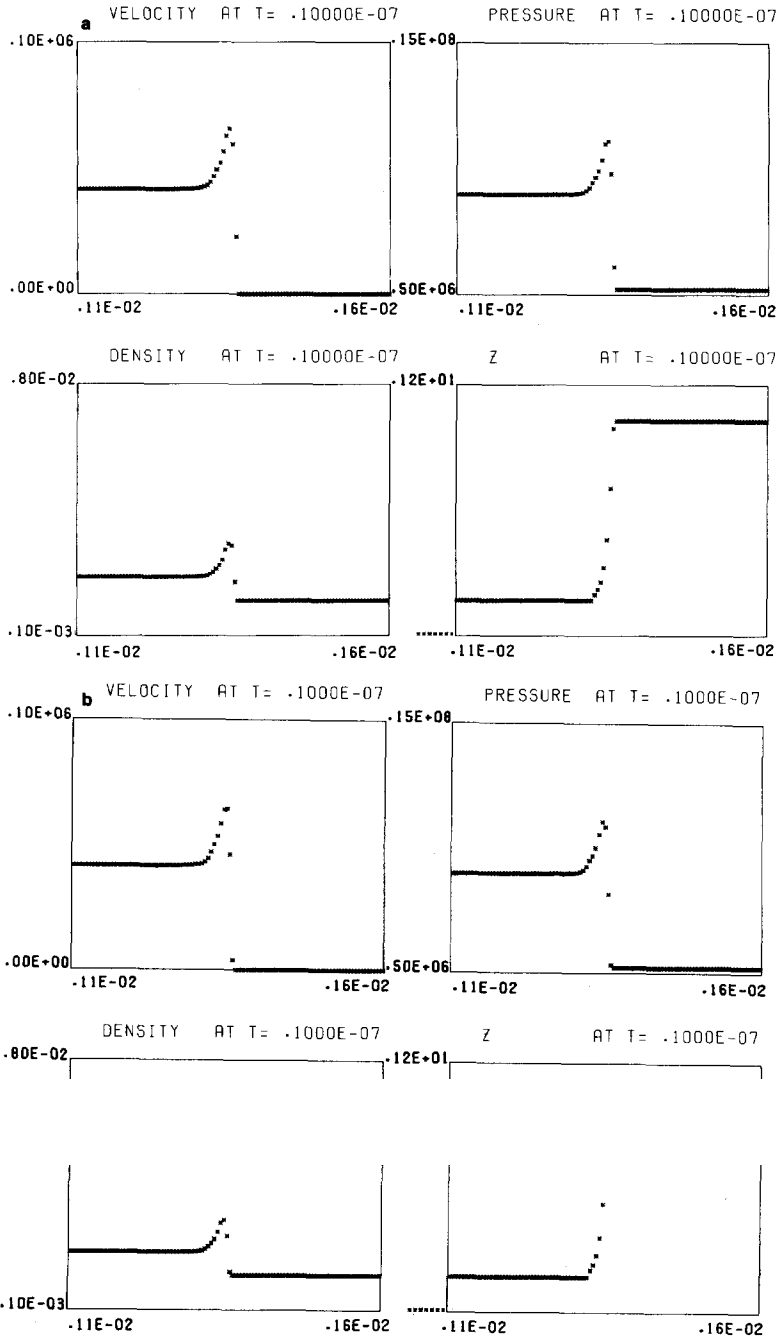 a VELOCITY AT T= .10000E-07 PRESSURE AT T= .10000E-07
.10E+06 .15E+08
.00E+00 .50E+06
.11E-02 .16E-02 .11E-02 .16E-02
DENSITY AT T= .10000E-07 Z AT T= .10000E-07
.80E-02 .12E+01
.10E-03
.11E-02 .16E-02 .11E-02 .16E-02
b VELOCITY AT T= .1000E-07 PRESSURE AT T= .1000E-07
.10E+06 .15E+08
.00E+00 .50E+06
.11E-02 .16E-02 .11E-02 .16E-02
DENSITY AT T= .1000E-07 Z AT T= .1000E-07
.80E-02 .12E+01
.10E-03
.11E-02 .16E-02 .11E-02 .16E-02